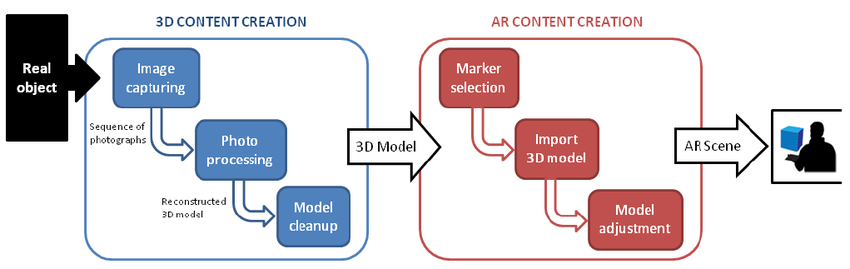 3D CONTENT CREATION
AR CONTENT CREATION
Real
object
Image
capturing
Sequence of
photographs
Photo
processing
Reconstructed
3D model
Model
cleanup
3D Model
Marker
selection
Import
3D model
Model
adjustment
AR Scene